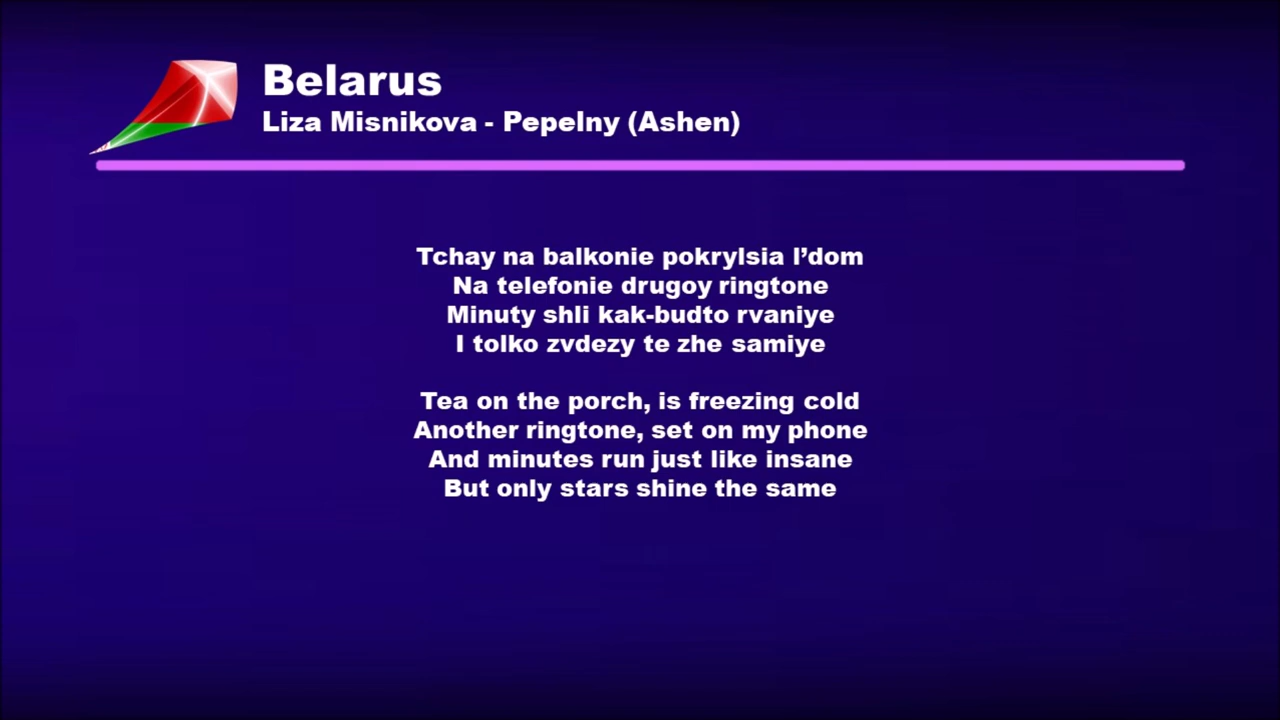 Belarus
Liza Misnikova - Pepelny (Ashen)
Tchay na balkonie pokrylsia l’dom
Na telefonie drugoy ringtone
Minuty shli kak-budto rvaniye
I tolko zvdezy te zhe samiye
Tea on the porch, is freezing cold
Another ringtone, set on my phone
And minutes run just like insane
But only stars shine the same